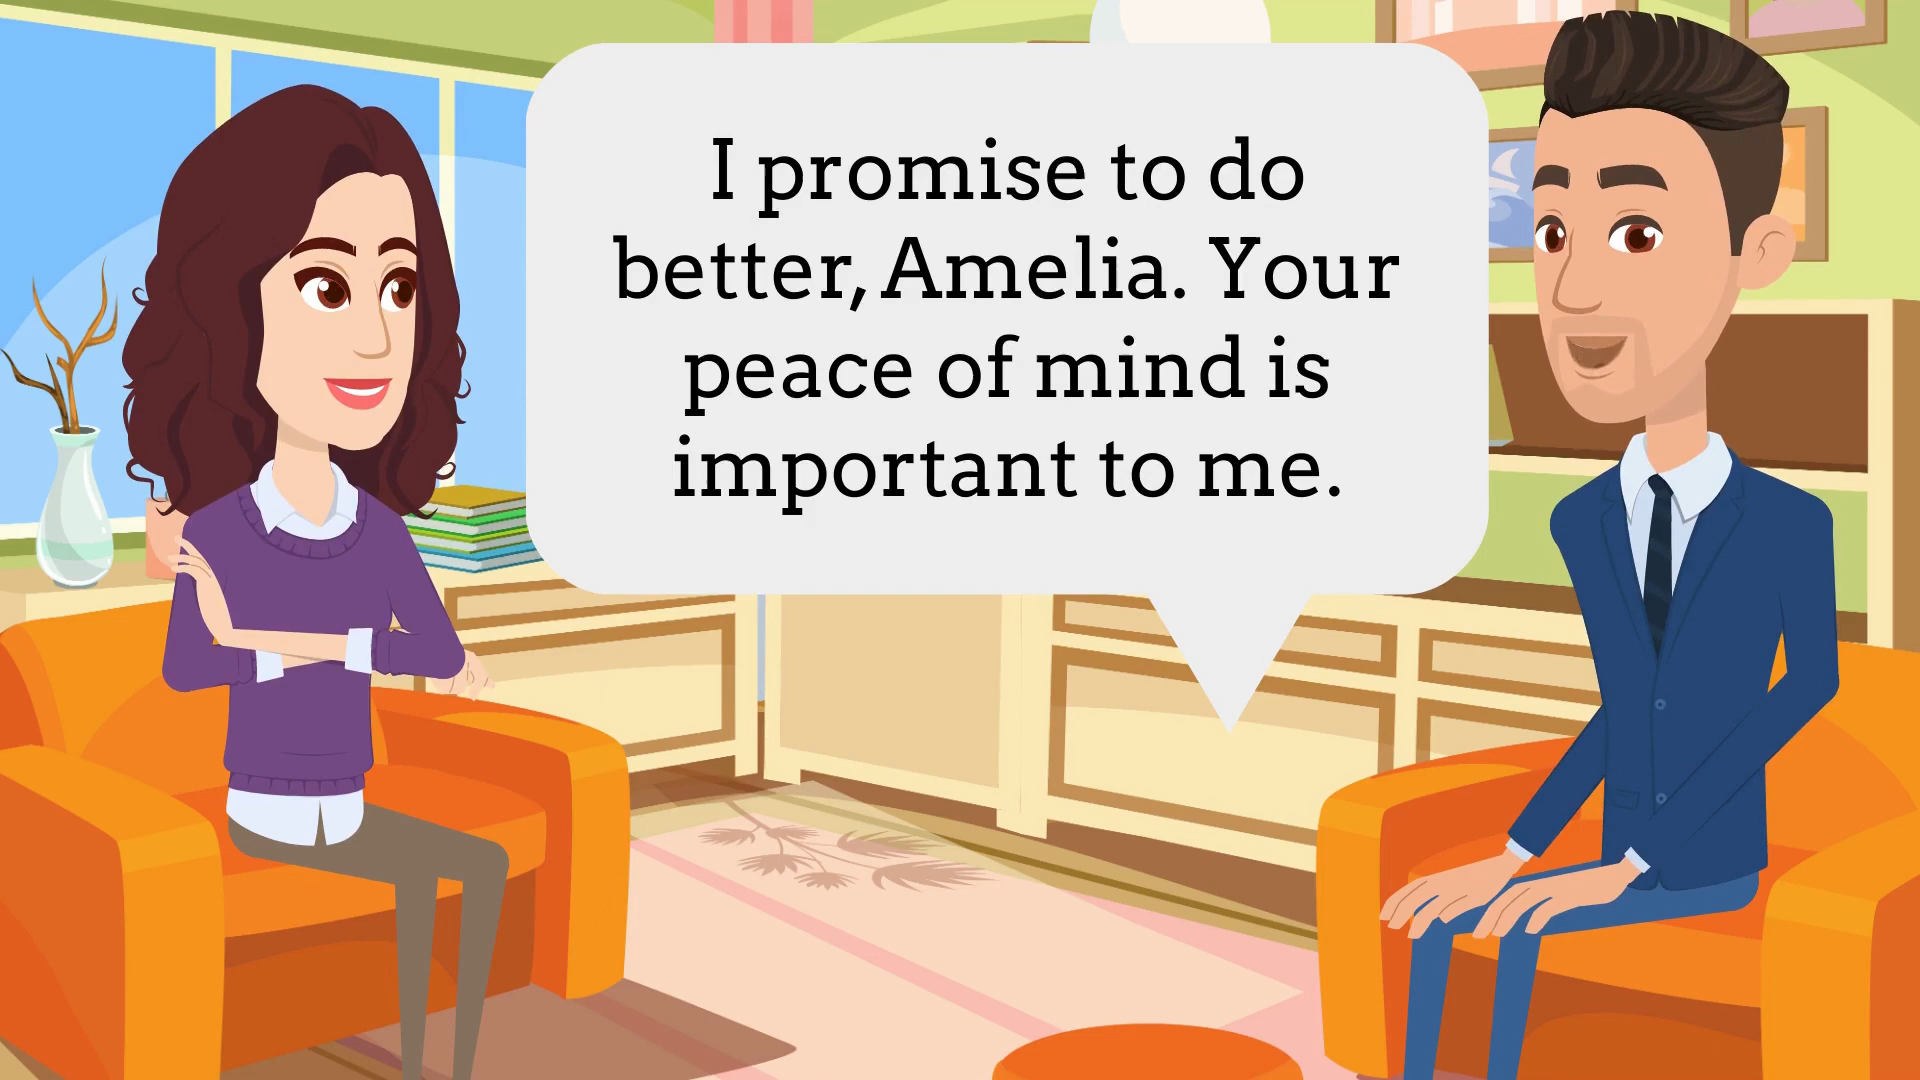 I promise to do
better, Amelia. Your
peace of mind is
important to me.